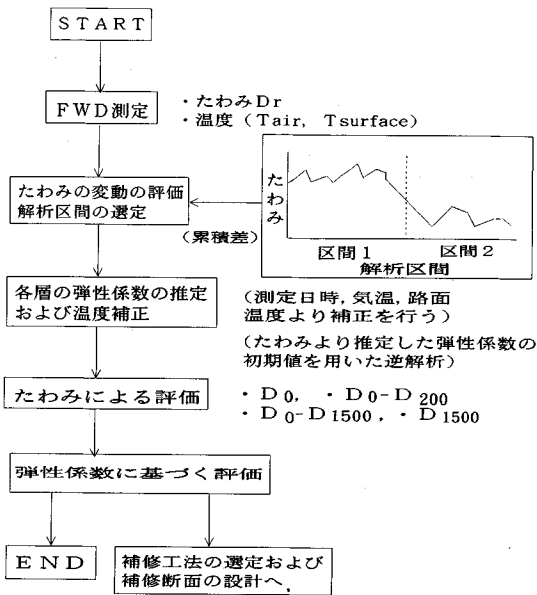 START
FWD測定
・たわみDr
・温度(Tair, Tsurface)
たわみの変動の評価
解析区間の選定
(累積差)
たわみ
区間1
区間2
解析区間
各層の弾性係数の推定
および温度補正
(測定日時,気温,路面
温度より補正を行う)
(たわみより推定した弾性係数の
初期値を用いた逆解析)
たわみによる評価
・D0, ・D0-D200
・D0-D1500, ・D1500
弾性係数に基づく評価
END
補修工法の選定および
補修断面の設計へ,